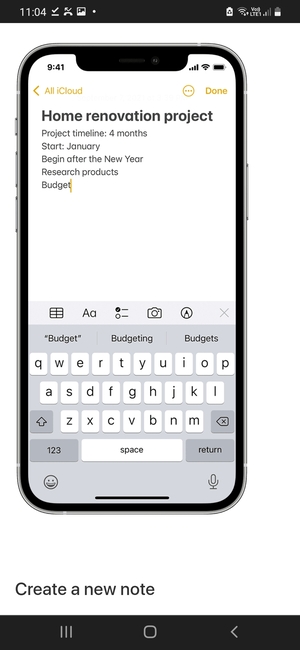 11:04
Vo))
LTE1
9:41
All iCloud
Done
Home renovation project
Project timeline: 4 months
Start: January
Begin after the New Year
Research products
Budget
Aa
“Budget”
Budgeting
Budgets
q w e r t y u i o p
a s d f g h j k l
z x c v b n m
123
space
return
Create a new note